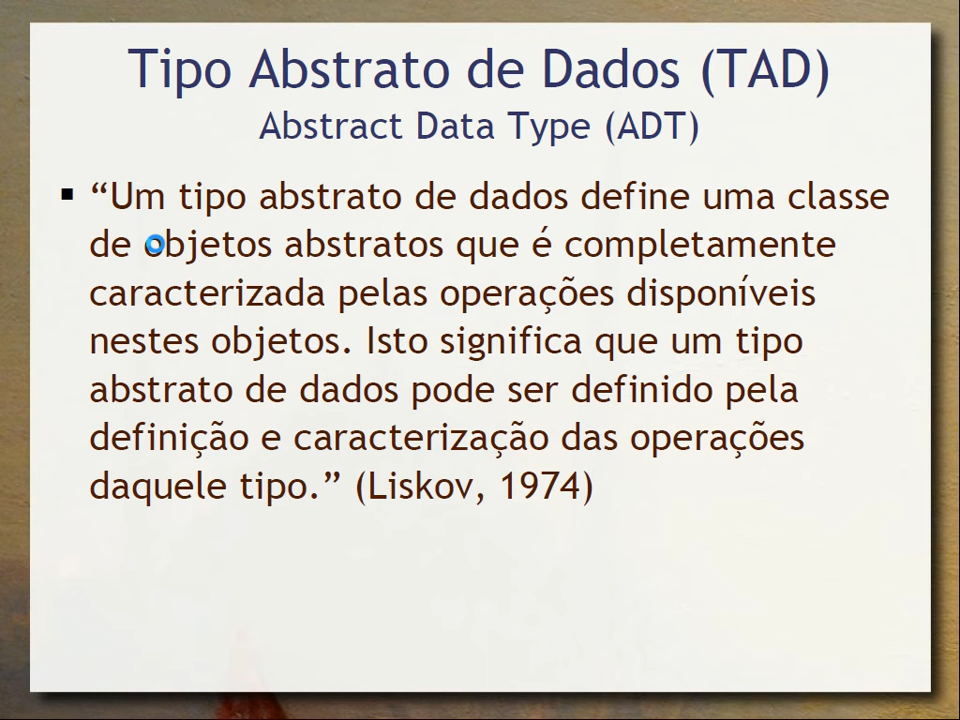 Tipo Abstrato de Dados (TAD)
Abstract Data Type (ADT)
▪ “Um tipo abstrato de dados define uma classe
de objetos abstratos que é completamente
caracterizada pelas operações disponíveis
nestes objetos. Isto significa que um tipo
abstrato de dados pode ser definido pela
definição e caracterização das operações
daquele tipo.” (Liskov, 1974)